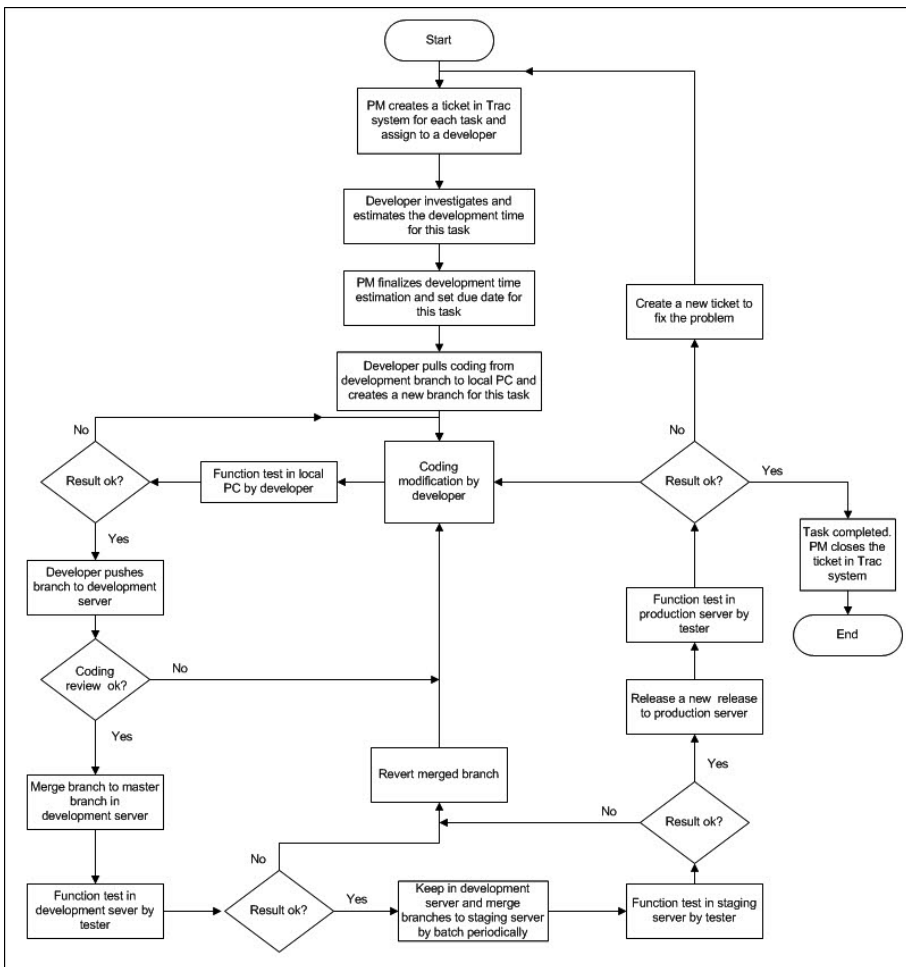 Start
PM creates a ticket in Trac
system for each task and
assign to a developer
Developer investigates and
estimates the development time
for this task
PM finalizes development time
estimation and set due date for
this task
Create a new ticket to
fix the problem
Developer pulls coding from
development branch to local PC and
creates a new branch for this task
No
Result ok?
Function test in local
PC by developer
Coding
modification by
developer
No
Result ok?
Yes
Yes
Task completed.
PM closes the
ticket in Trac
system
Developer pushes
branch to development
server
Function test in
production server by
tester
End
Coding
review ok?
No
Release a new release
to production server
Yes
Yes
Merge branch to master
branch in
development server
Revert merged branch
No
Result ok?
No
Function test in
development sever by
tester
Result ok?
Yes
Keep in development
server and merge
branches to staging server
by batch periodically
Function test in staging
server by tester